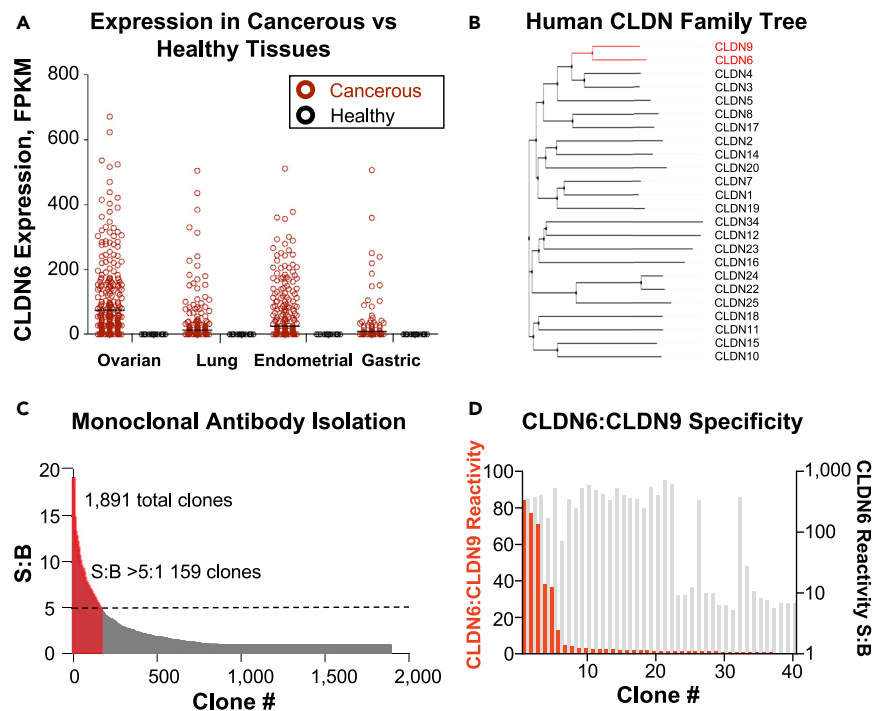 A
Expression in Cancerous vs
Healthy Tissues
CLDN6 Expression, FPKM
800
600
400
200
0
Cancerous
Healthy
Ovarian
Lung
Endometrial
Gastric
B
Human CLDN Family Tree
CLDN9
CLDN6
CLDN4
CLDN3
CLDN5
CLDN8
CLDN17
CLDN2
CLDN14
CLDN20
CLDN7
CLDN1
CLDN19
CLDN34
CLDN12
CLDN23
CLDN16
CLDN24
CLDN22
CLDN25
CLDN18
CLDN11
CLDN15
CLDN10
C
Monoclonal Antibody Isolation
S:B
20
15
10
5
0
1,891 total clones
S:B >5:1 159 clones
0
500
1,000
1,500
2,000
Clone #
D
CLDN6:CLDN9 Specificity
CLDN6:CLDN9 Reactivity
100
80
60
40
20
0
10
20
30
40
Clone #
1,000
100
10
1
CLDN6 Reactivity S:B